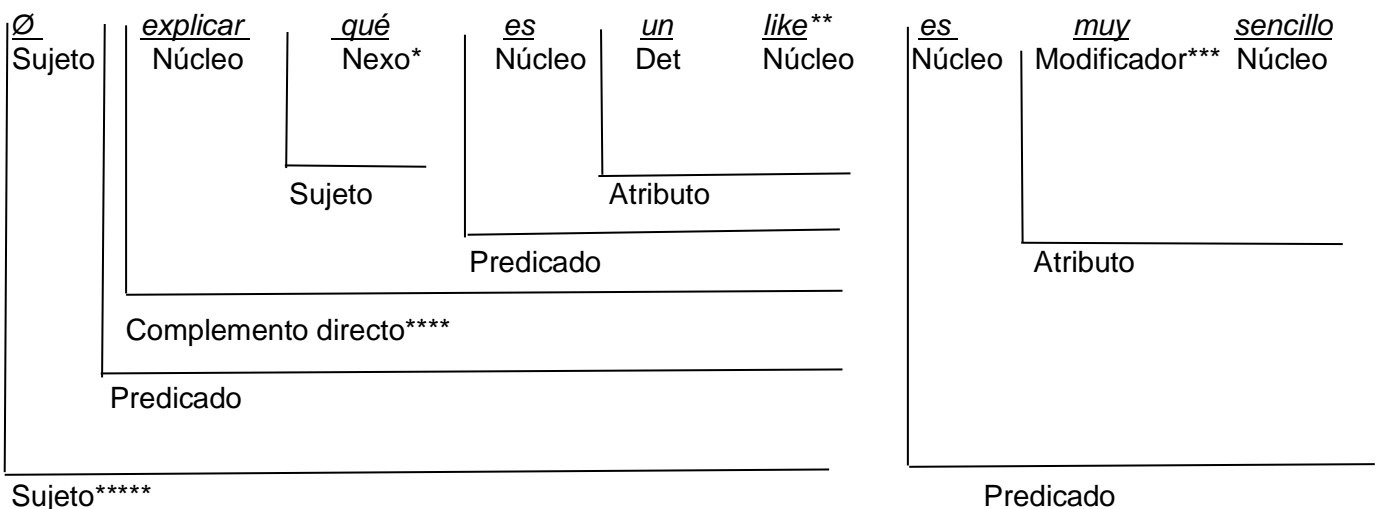 Ø explicar qué es un like** es muy sencillo
Sujeto Núcleo Nexo* Núcleo Det Núcleo Núcleo Modificador*** Núcleo
Sujeto Atributo
Predicado Atributo
Complemento directo****
Predicado
Sujeto***** Predicado